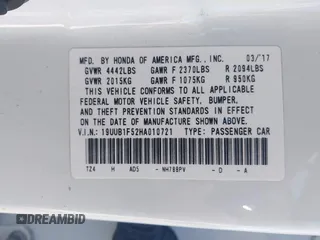 MFD. BY HONDA OF AMERICA MFG., INC. 03/17
GVWR 4442LBS GAWR F 2370LBS R 2094LBS
GVWR 2015KG GAWR F 1075KG R 950KG
THIS VEHICLE CONFORMS TO ALL APPLICABLE
FEDERAL MOTOR VEHICLE SAFETY, BUMPER,
AND THEFT PREVENTION STANDARDS IN EFFECT
ON THE DATE OF MANUFACTURE SHOWN ABOVE.
V.I.N.: 19UUB1F52HA010721 TYPE: PASSENGER CAR
TZ4 H AD5 - NH788PV - D - A
DREAMBID